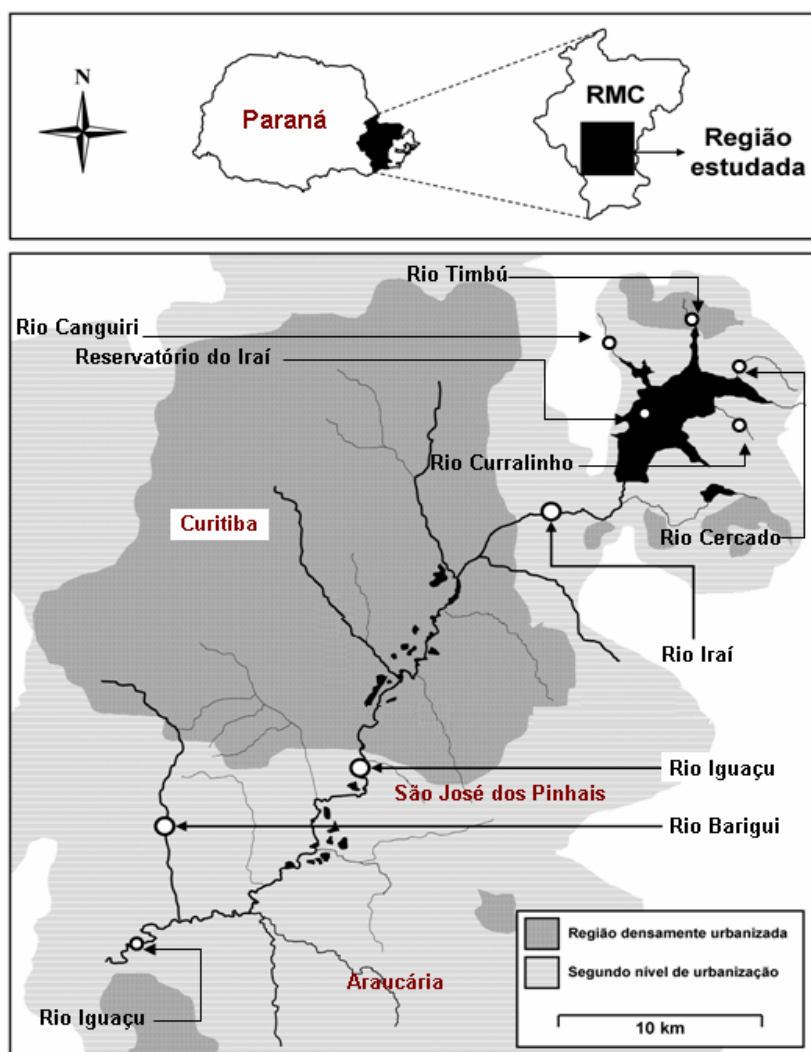 N
Paraná
RMC
Região
estudada
Rio Timbú
Rio Canguiri
Reservatório do Iraí
Rio Curralinho
Curitiba
Rio Cercado
Rio Iraí
Rio Iguaçu
São José dos Pinhais
Rio Barigui
Região densamente urbanizada
Segundo nível de urbanização
Araucária
Rio Iguaçu
10 km